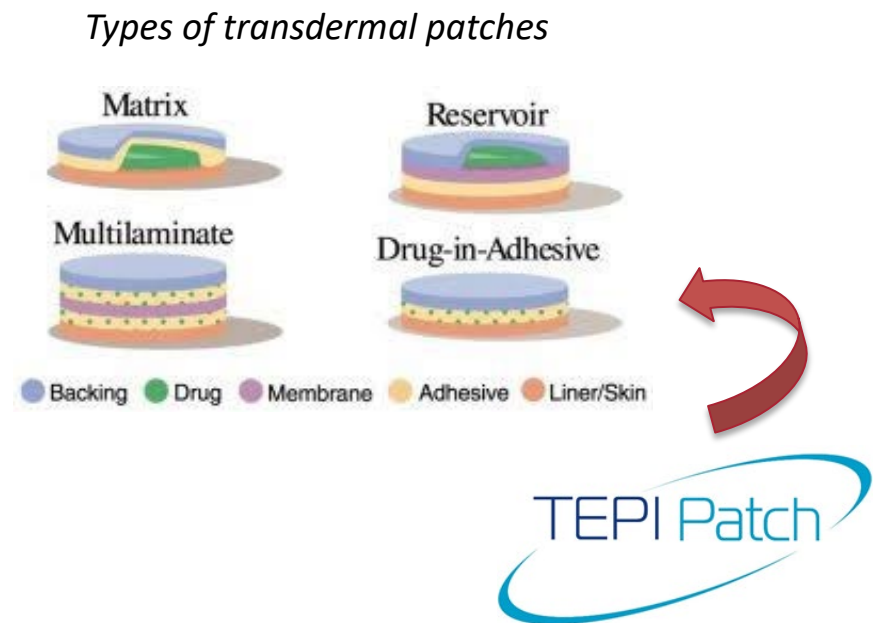 Types of transdermal patches
Matrix
Reservoir
Multilaminate
Drug-in-Adhesive
Backing Drug Membrane Adhesive Liner/Skin
TEPI Patch